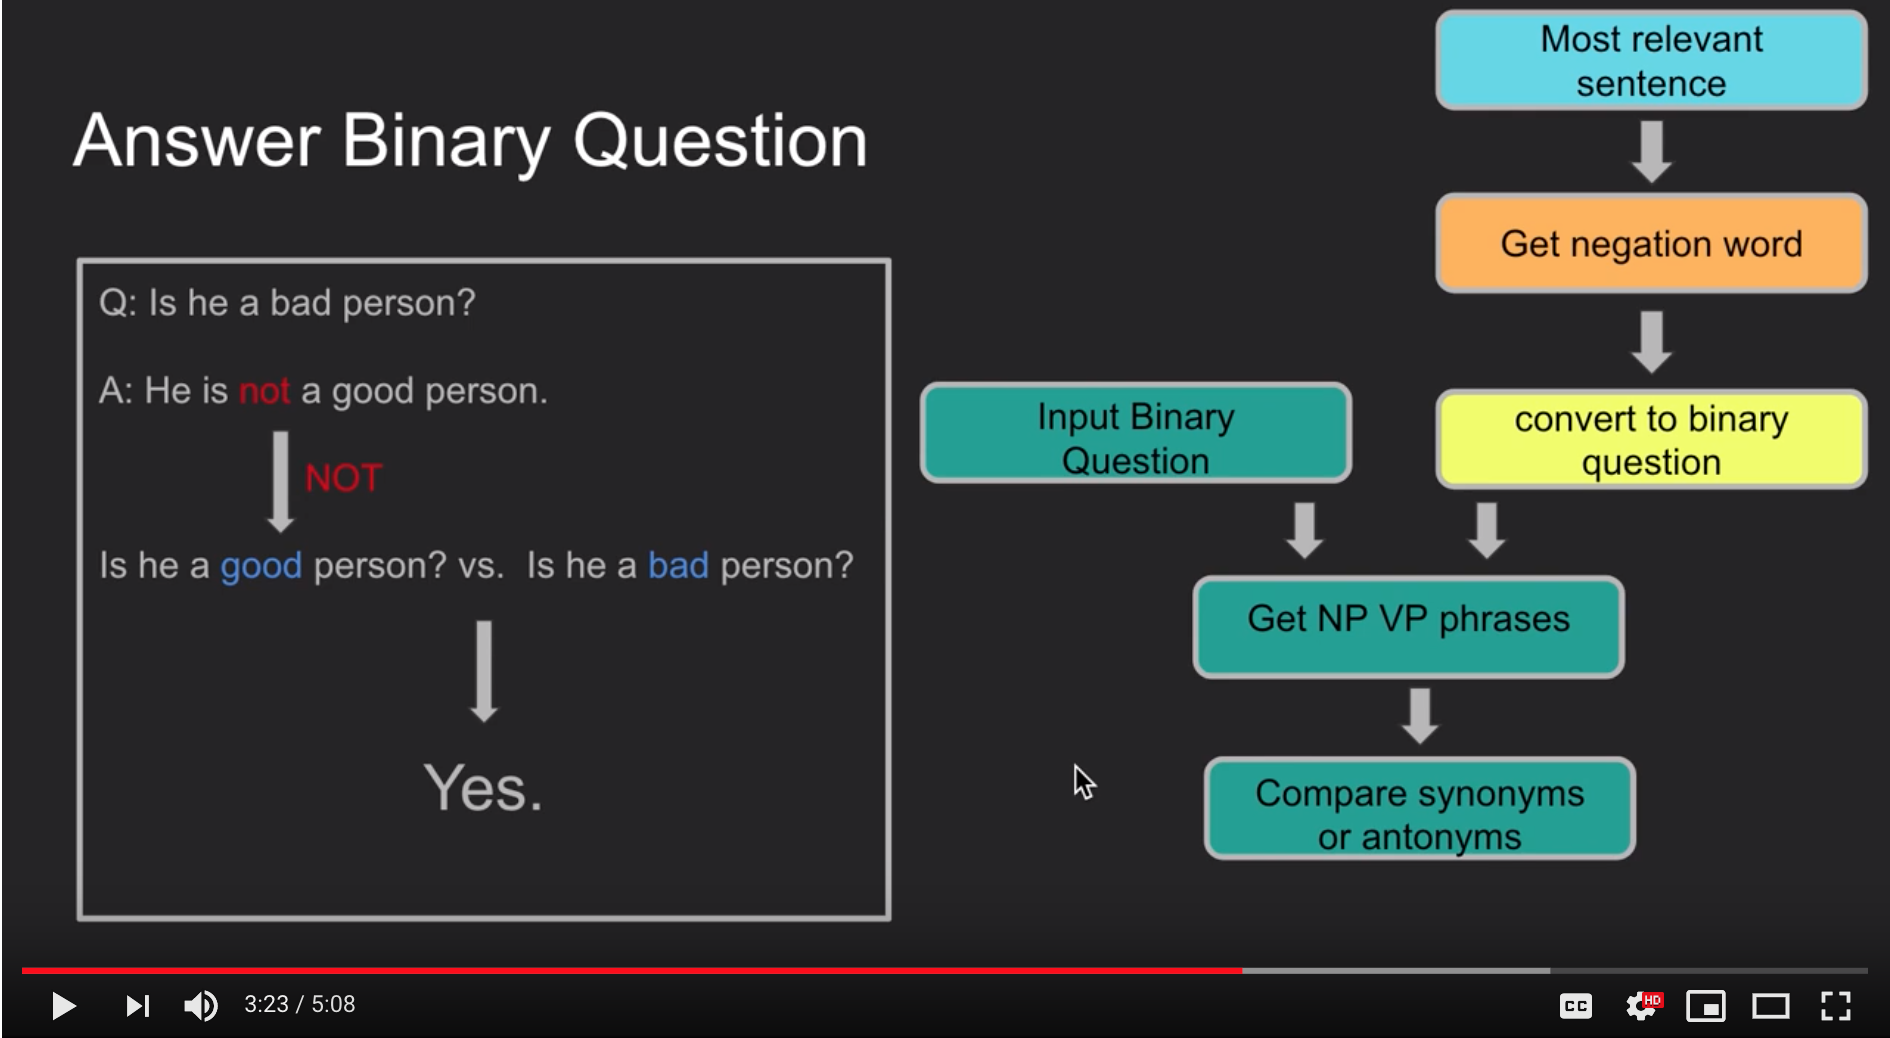 Answer Binary Question
Q: Is he a bad person?
A: He is not a good person.
NOT
Is he a good person? vs. Is he a bad person?
Yes.
Most relevant
sentence
Get negation word
Input Binary
Question
convert to binary
question
Get NP VP phrases
Compare synonyms
or antonyms
3:23 / 5:08
CC
HD